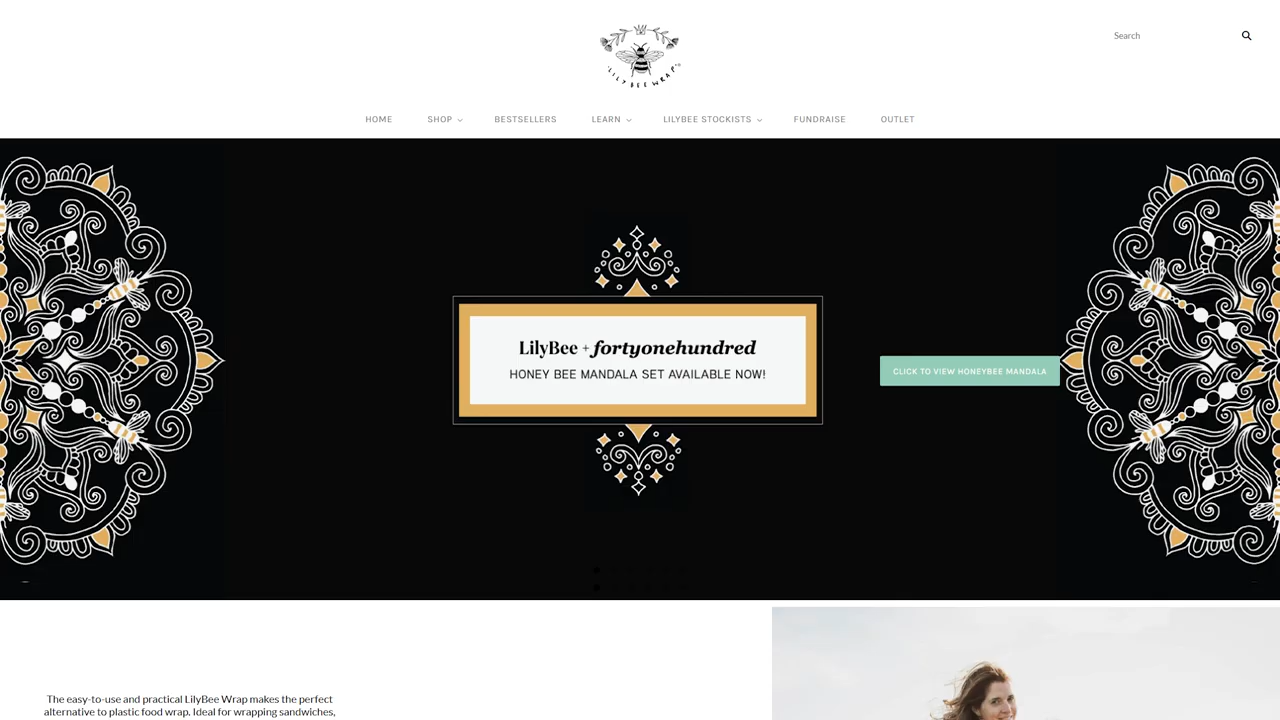 LILY BEE WRAP
Search
HOME
SHOP
BESTSELLERS
LEARN
LILYBEE STOCKISTS
FUNDRAISE
OUTLET
LilyBee + fortyonehundred
HONEY BEE MANDALA SET AVAILABLE NOW!
CLICK TO VIEW HONEYBEE MANDALA
The easy-to-use and practical LilyBee Wrap makes the perfect
alternative to plastic food wrap. Ideal for wrapping sandwiches,